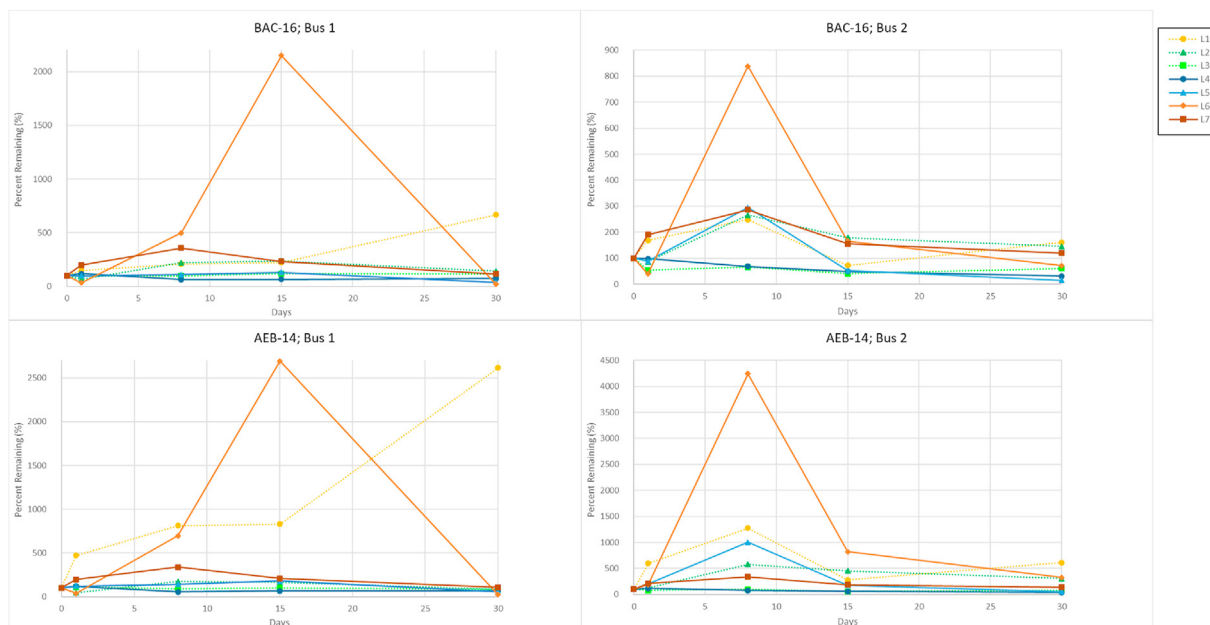 BAC-16; Bus 1
Percent Remaining (%)
2000
1500
1000
500
0
0 5 10 15 20 25 30
Days
BAC-16; Bus 2
Percent Remaining (%)
900
800
700
600
500
400
300
200
100
0
0 5 10 15 20 25 30
Days
L1
L2
L3
L4
L5
L6
L7
AEB-14; Bus 1
Percent Remaining (%)
2500
2000
1500
1000
500
0
0 5 10 15 20 25 30
Days
AEB-14; Bus 2
Percent Remaining (%)
4500
4000
3500
3000
2500
2000
1500
1000
500
0
0 5 10 15 20 25 30
Days